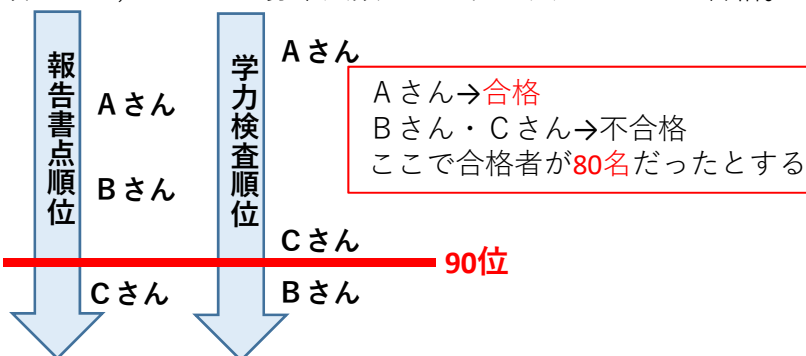 報告書点順位
学力検査順位
Aさん
Aさん
Bさん
Cさん
Cさん
Bさん
90位
Aさん→合格
Bさん・Cさん→不合格
ここで合格者が80名だったとする